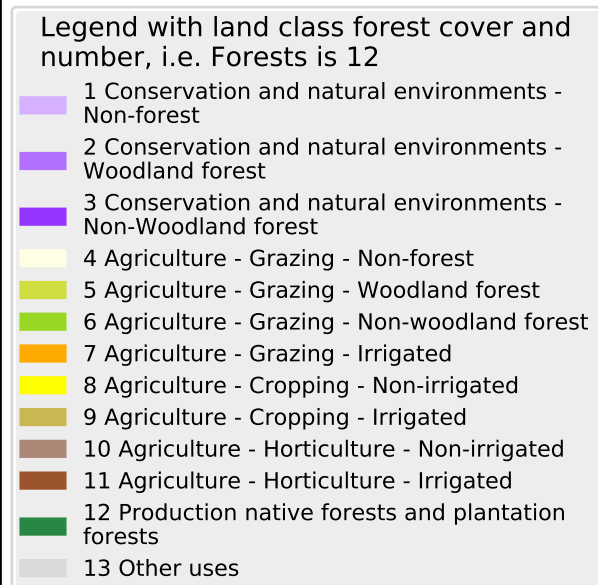 Legend with land class forest cover and
number, i.e. Forests is 12
1 Conservation and natural environments -
Non-forest
2 Conservation and natural environments -
Woodland forest
3 Conservation and natural environments -
Non-Woodland forest
4 Agriculture - Grazing - Non-forest
5 Agriculture - Grazing - Woodland forest
6 Agriculture - Grazing - Non-woodland forest
7 Agriculture - Grazing - Irrigated
8 Agriculture - Cropping - Non-irrigated
9 Agriculture - Cropping - Irrigated
10 Agriculture - Horticulture - Non-irrigated
11 Agriculture - Horticulture - Irrigated
12 Production native forests and plantation
forests
13 Other uses